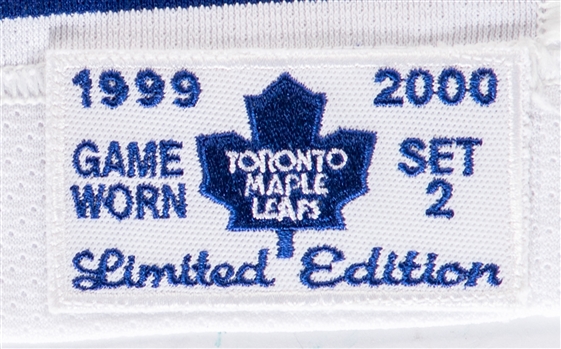 1999 2000
GAME WORN
TORONTO MAPLE LEAFS
SET 2
Limited Edition